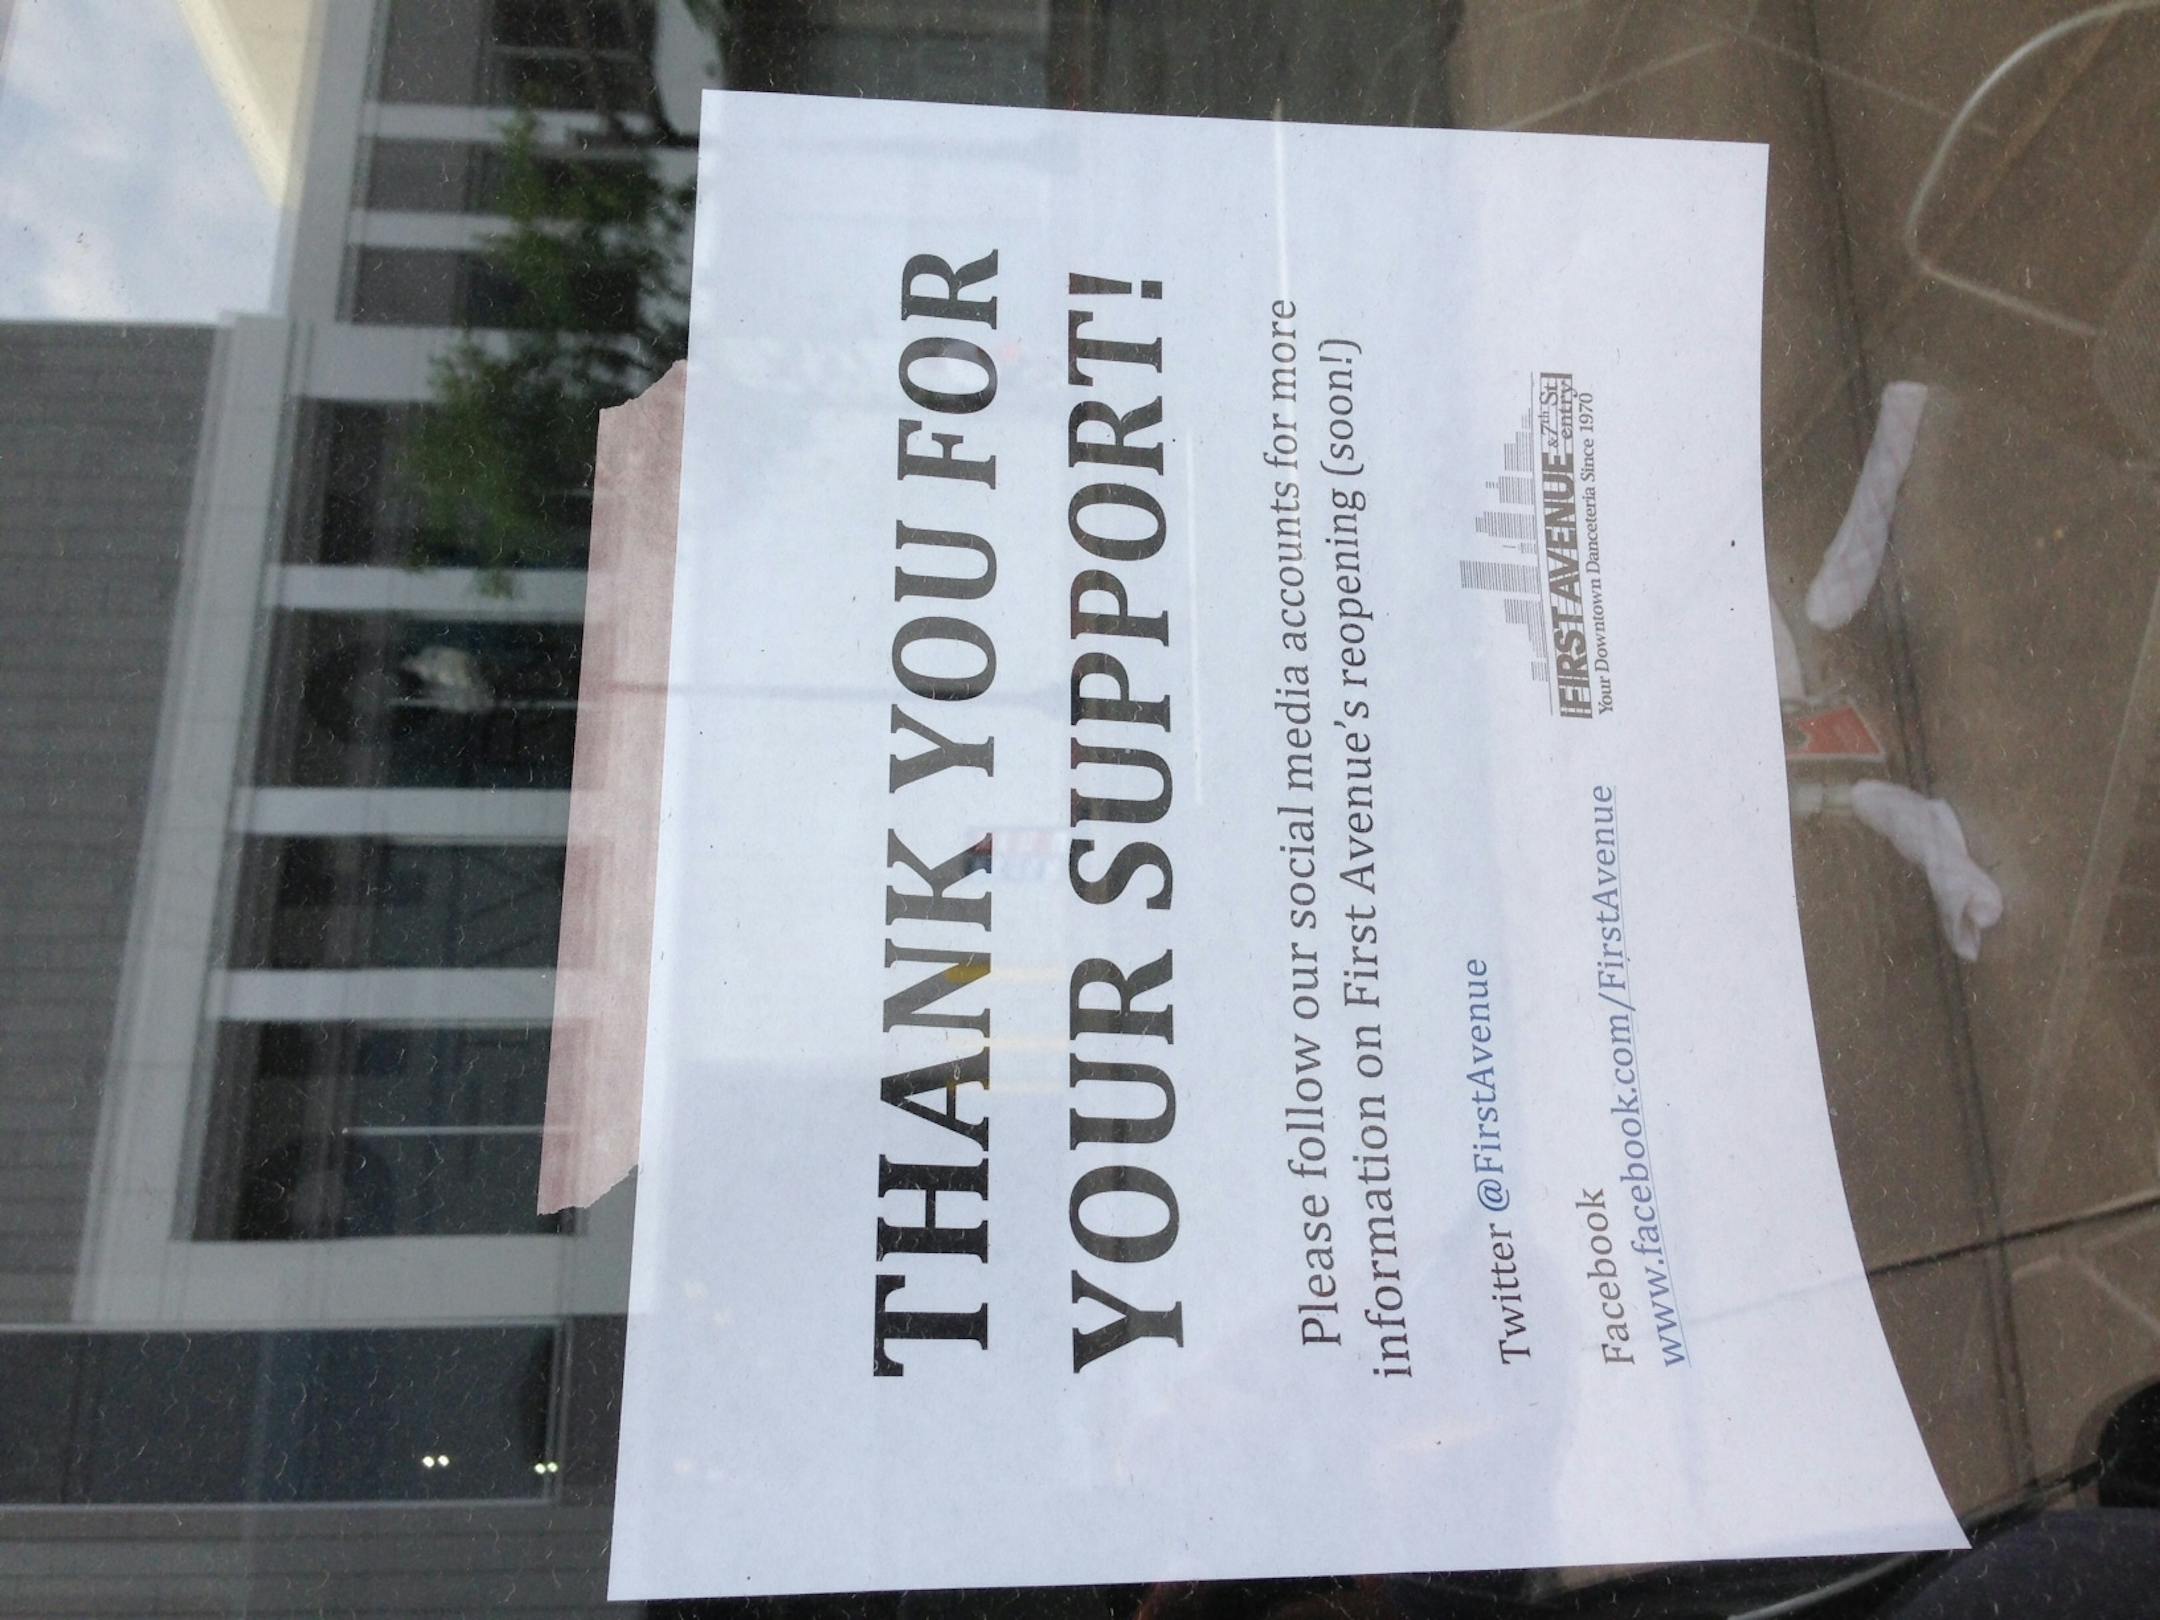 THANK YOU FOR
YOUR SUPPORT!
Please follow our social media accounts for more
information on First Avenue's reopening (soon!)
Twitter @FirstAvenue
Facebook
www.facebook.com/FirstAvenue
FIRST AVENUE & 7th St entry
Your Downtown Danceteria Since 1970